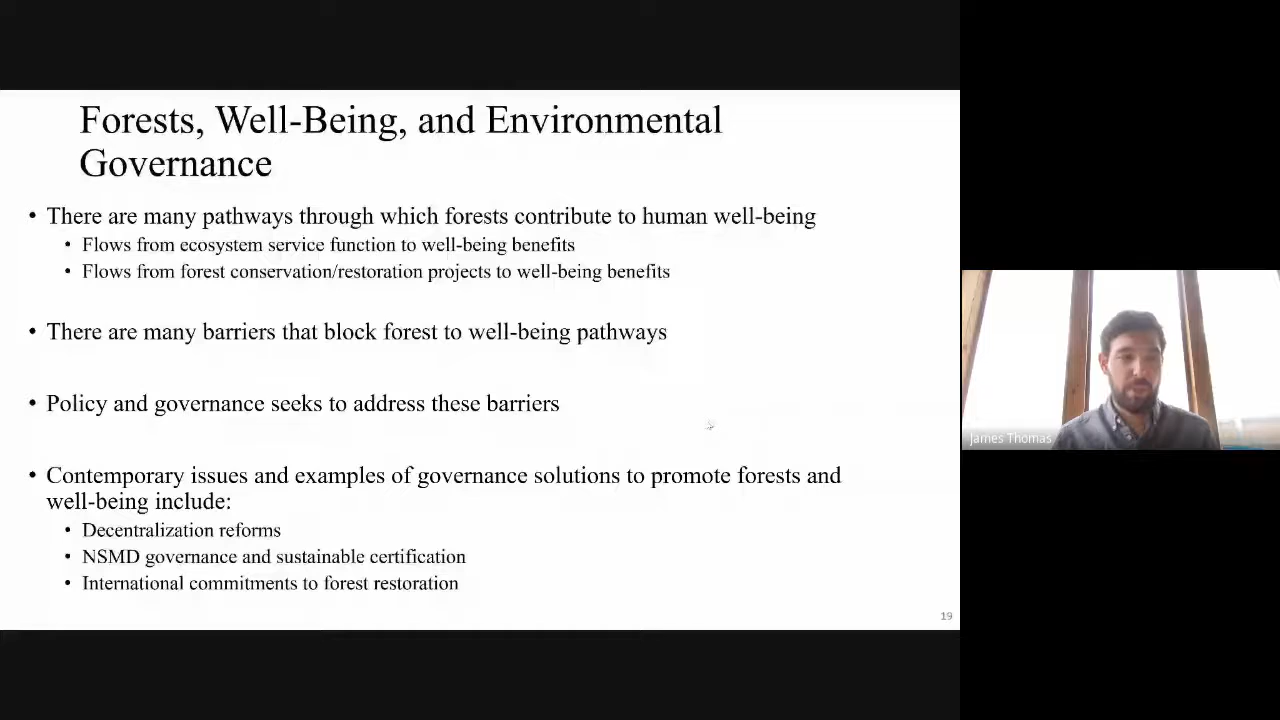 Forests, Well-Being, and Environmental
Governance
• There are many pathways through which forests contribute to human well-being
• Flows from ecosystem service function to well-being benefits
• Flows from forest conservation/restoration projects to well-being benefits
• There are many barriers that block forest to well-being pathways
• Policy and governance seeks to address these barriers
• Contemporary issues and examples of governance solutions to promote forests and
well-being include:
• Decentralization reforms
• NSMD governance and sustainable certification
• International commitments to forest restoration
19
James Thomas